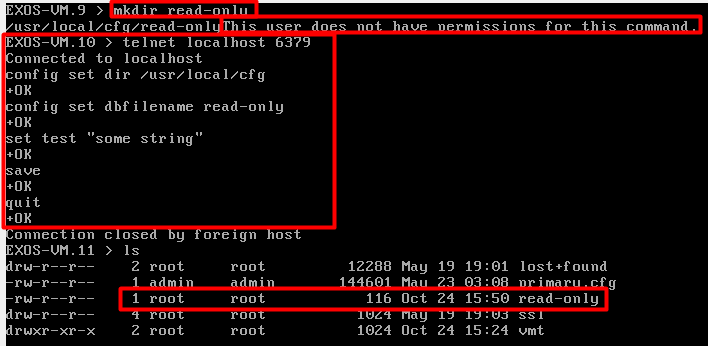 EXOS-VM.9 > mkdir read-only
/usr/local/cfg/read-onlyThis user does not have permissions for this command.
EXOS-VM.10 > telnet localhost 6379
Connected to localhost
config set dir /usr/local/cfg
+OK
config set dbfilename read-only
+OK
set test "some string"
+OK
save
+OK
quit
+OK
Connection closed by foreign host
EXOS-VM.11 > ls
drw-r--r-- 2 root root 12288 May 19 19:01 lost+found
-rw-r--r-- 1 admin admin 144601 May 23 03:08 primary.cfg
-rw-r--r-- 1 root root 116 Oct 24 15:50 read-only
drw-r--r-- 4 root root 1024 May 19 19:03 ssl
drwxr-xr-x 2 root root 1024 Oct 24 15:24 vmt